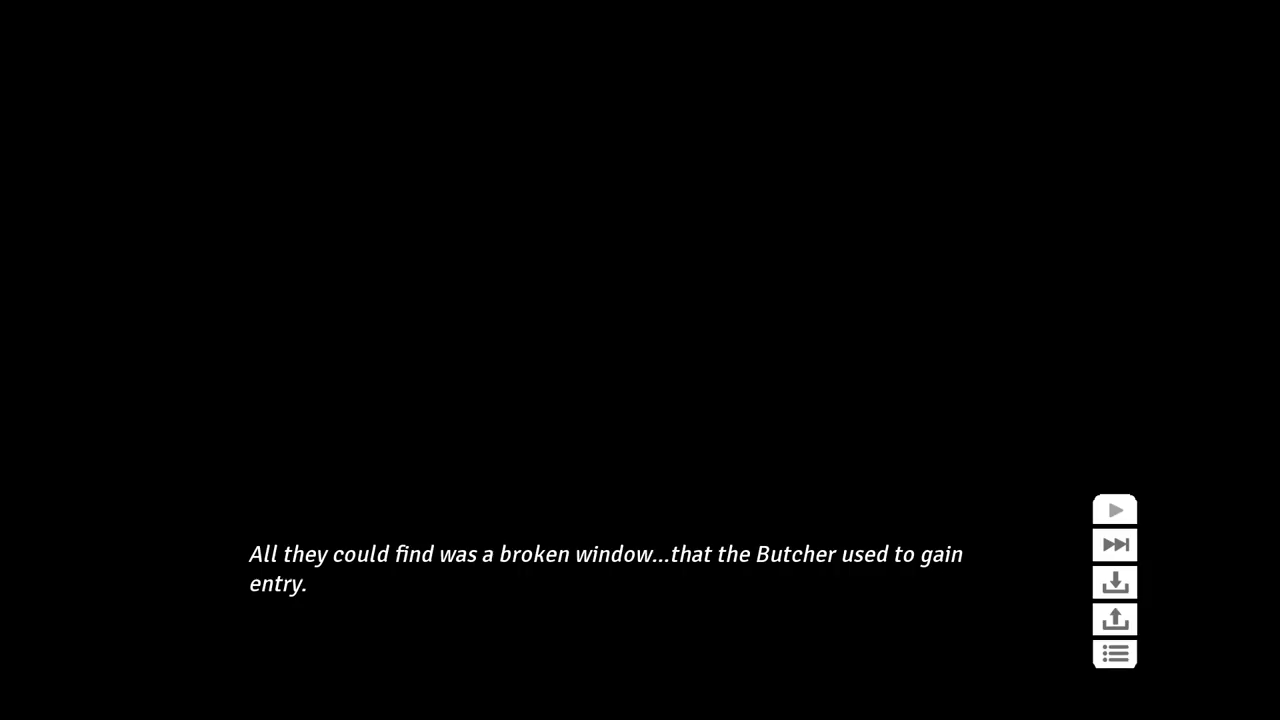 All they could find was a broken window...that the Butcher used to gain
entry.